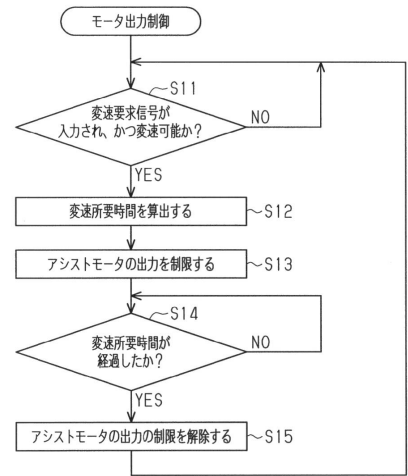 モータ出力制御
S11
変速要求信号が
入力され、かつ変速可能か?
NO
YES
変速所要時間を算出する
S12
アシストモータの出力を制限する
S13
S14
変速所要時間が
経過したか?
NO
YES
アシストモータの出力の制限を解除する
S15